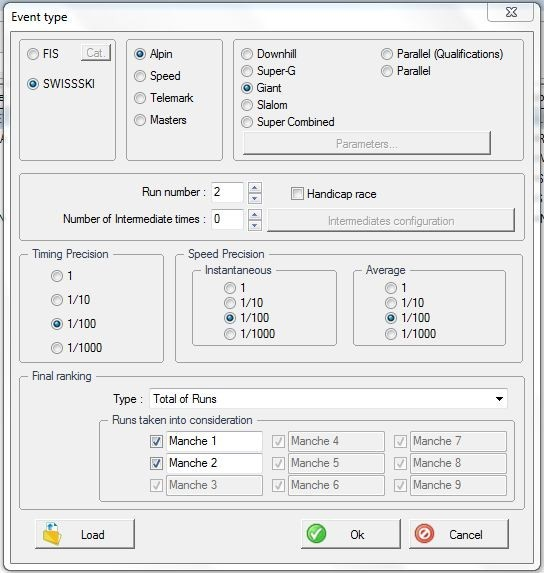 Event type
FIS
Cat.
SWISSSKI
Alpin
Speed
Telemark
Masters
Downhill
Super-G
Giant
Slalom
Super Combined
Parallel (Qualifications)
Parallel
Parameters...
Run number : 2
Handicap race
Number of Intermediate times : 0
Intermediates configuration
Timing Precision
1
1/10
1/100
1/1000
Speed Precision
Instantaneous
1
1/10
1/100
1/1000
Average
1
1/10
1/100
1/1000
Final ranking
Type : Total of Runs
Runs taken into consideration
Manche 1 Manche 4 Manche 7
Manche 2 Manche 5 Manche 8
Manche 3 Manche 6 Manche 9
Load Ok Cancel